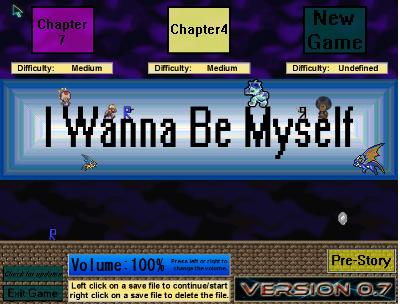 Chapter
7
Chapter4
New
Game
Difficulty: Medium
Difficulty: Medium
Difficulty: Undefined
I Wanna Be Myself
Pre-Story
Check for updates
Volume:100%
Press left or right to
change the volume.
Exit Game
Left click on a save file to continue/start
right click on a save file to delete the file.
VERSION 0.7